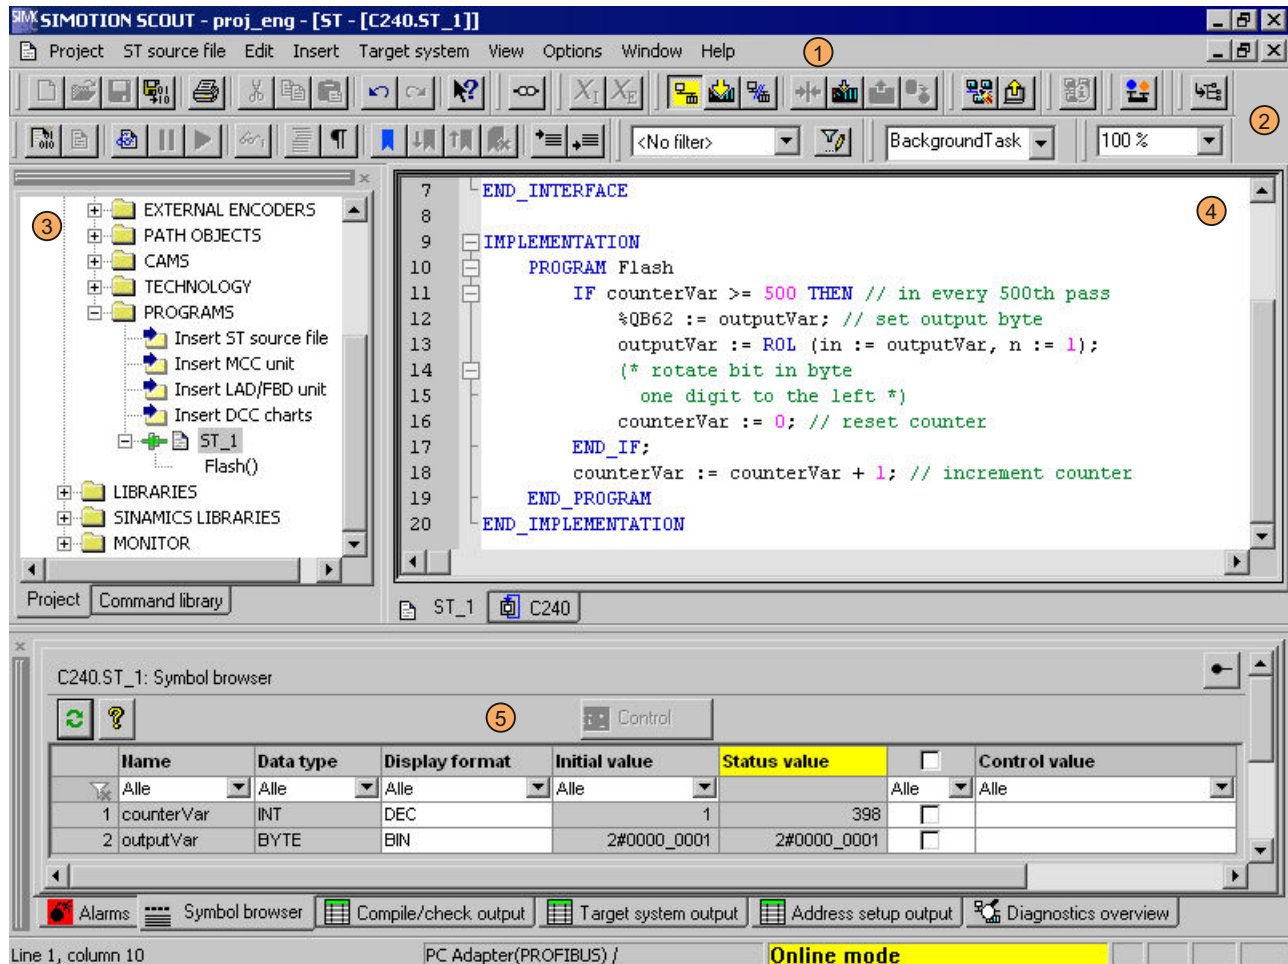 SIMOTION SCOUT - proj_eng - [ST - [C240.ST_1]]
Project ST source file Edit Insert Target system View Options Window Help
1
2
<No filter> BackgroundTask 100 %
3
EXTERNAL ENCODERS
PATH OBJECTS
CAMS
TECHNOLOGY
PROGRAMS
Insert ST source file
Insert MCC unit
Insert LAD/FBD unit
Insert DCC charts
ST_1
Flash()
LIBRARIES
SINAMICS LIBRARIES
MONITOR
Project Command library
4
7 END_INTERFACE
8
9 IMPLEMENTATION
10 PROGRAM Flash
11 IF counterVar >= 500 THEN // in every 500th pass
12 %QB62 := outputVar; // set output byte
13 outputVar := ROL (in := outputVar, n := 1);
14 (* rotate bit in byte
15 one digit to the left *)
16 counterVar := 0; // reset counter
17 END_IF;
18 counterVar := counterVar + 1; // increment counter
19 END_PROGRAM
20 END_IMPLEMENTATION
ST_1 C240
C240.ST_1: Symbol browser
5 Control
Name Data type Display format Initial value Status value Control value
Alle Alle Alle Alle Alle Alle
1 counterVar INT DEC 1 398
2 outputVar BYTE BIN 2#0000_0001 2#0000_0001
Alarms Symbol browser Compile/check output Target system output Address setup output Diagnostics overview
Line 1, column 10 PC Adapter(PROFIBUS) / Online mode